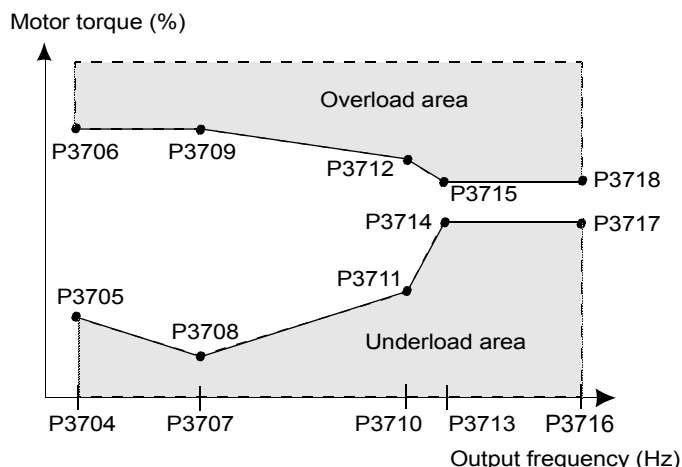 Motor torque (%)
Overload area
P3706
P3709
P3712
P3715
P3718
P3714
P3717
P3711
P3705
P3708
Underload area
P3704
P3707
P3710
P3713
P3716
Output frequency (Hz)